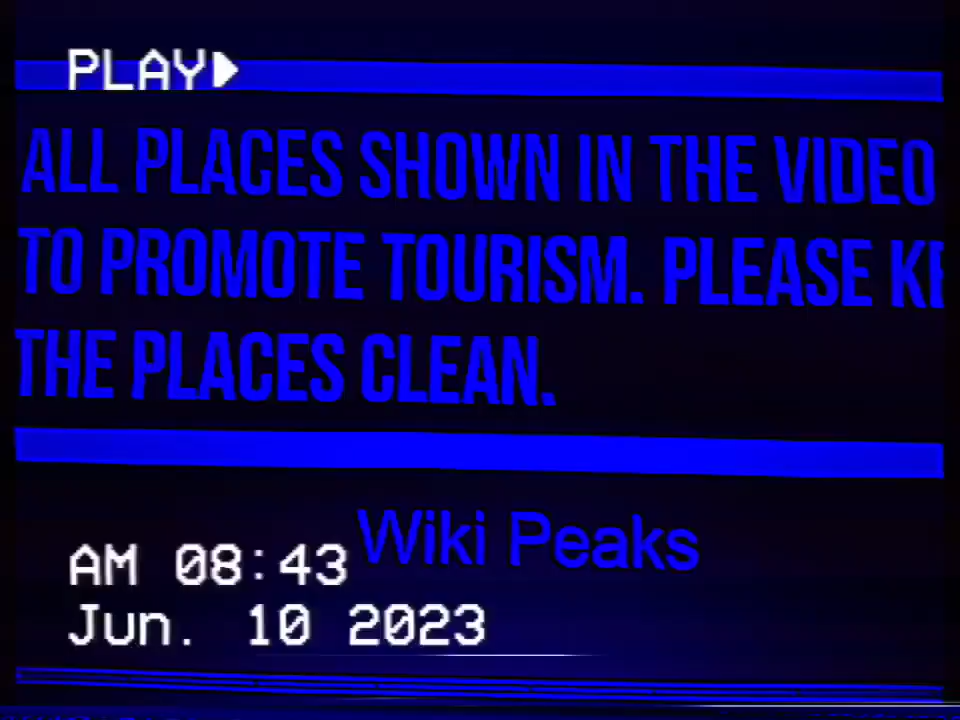 PLAY
ALL PLACES SHOWN IN THE VIDEO
TO PROMOTE TOURISM. PLEASE
THE PLACES CLEAN.
Wiki Peaks
AM 08:43
Jun. 10 2023